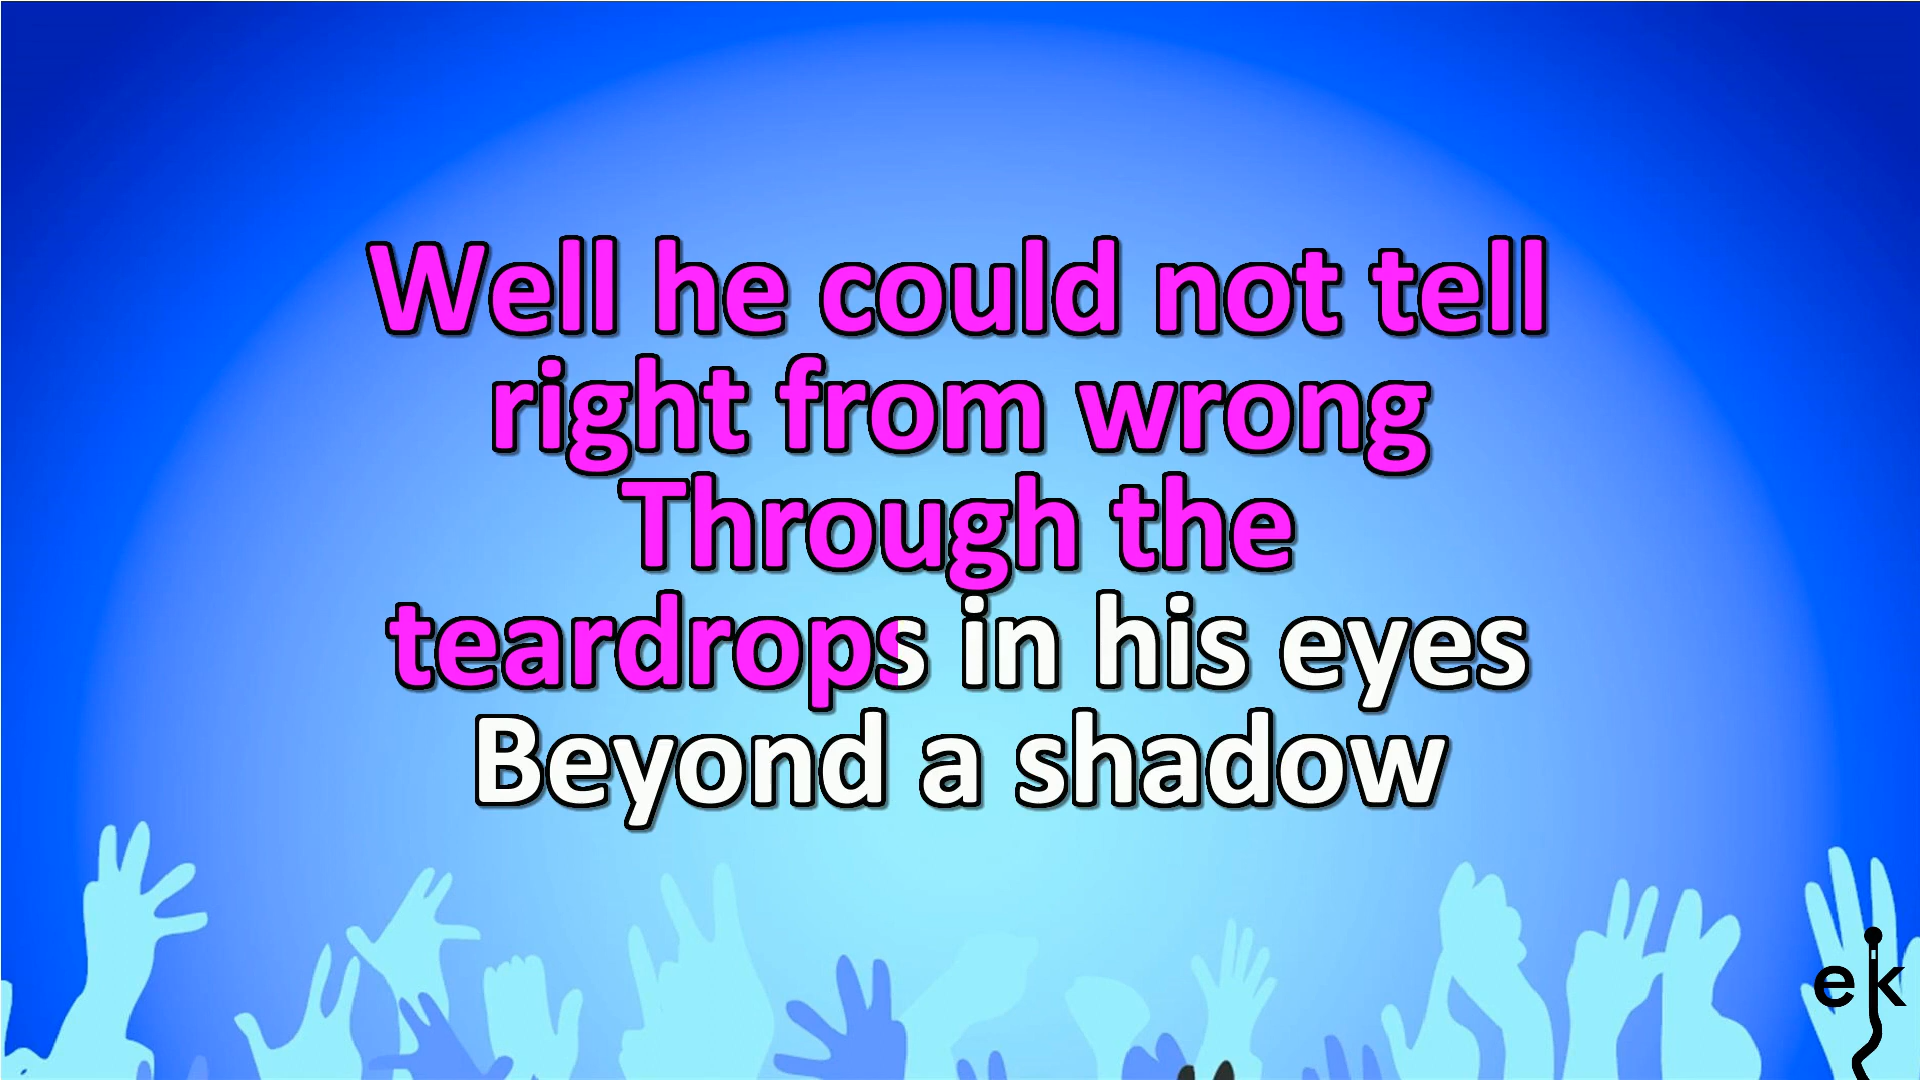 Well he could not tell
right from wrong
Through the
teardrops in his eyes
Beyond a shadow
ek